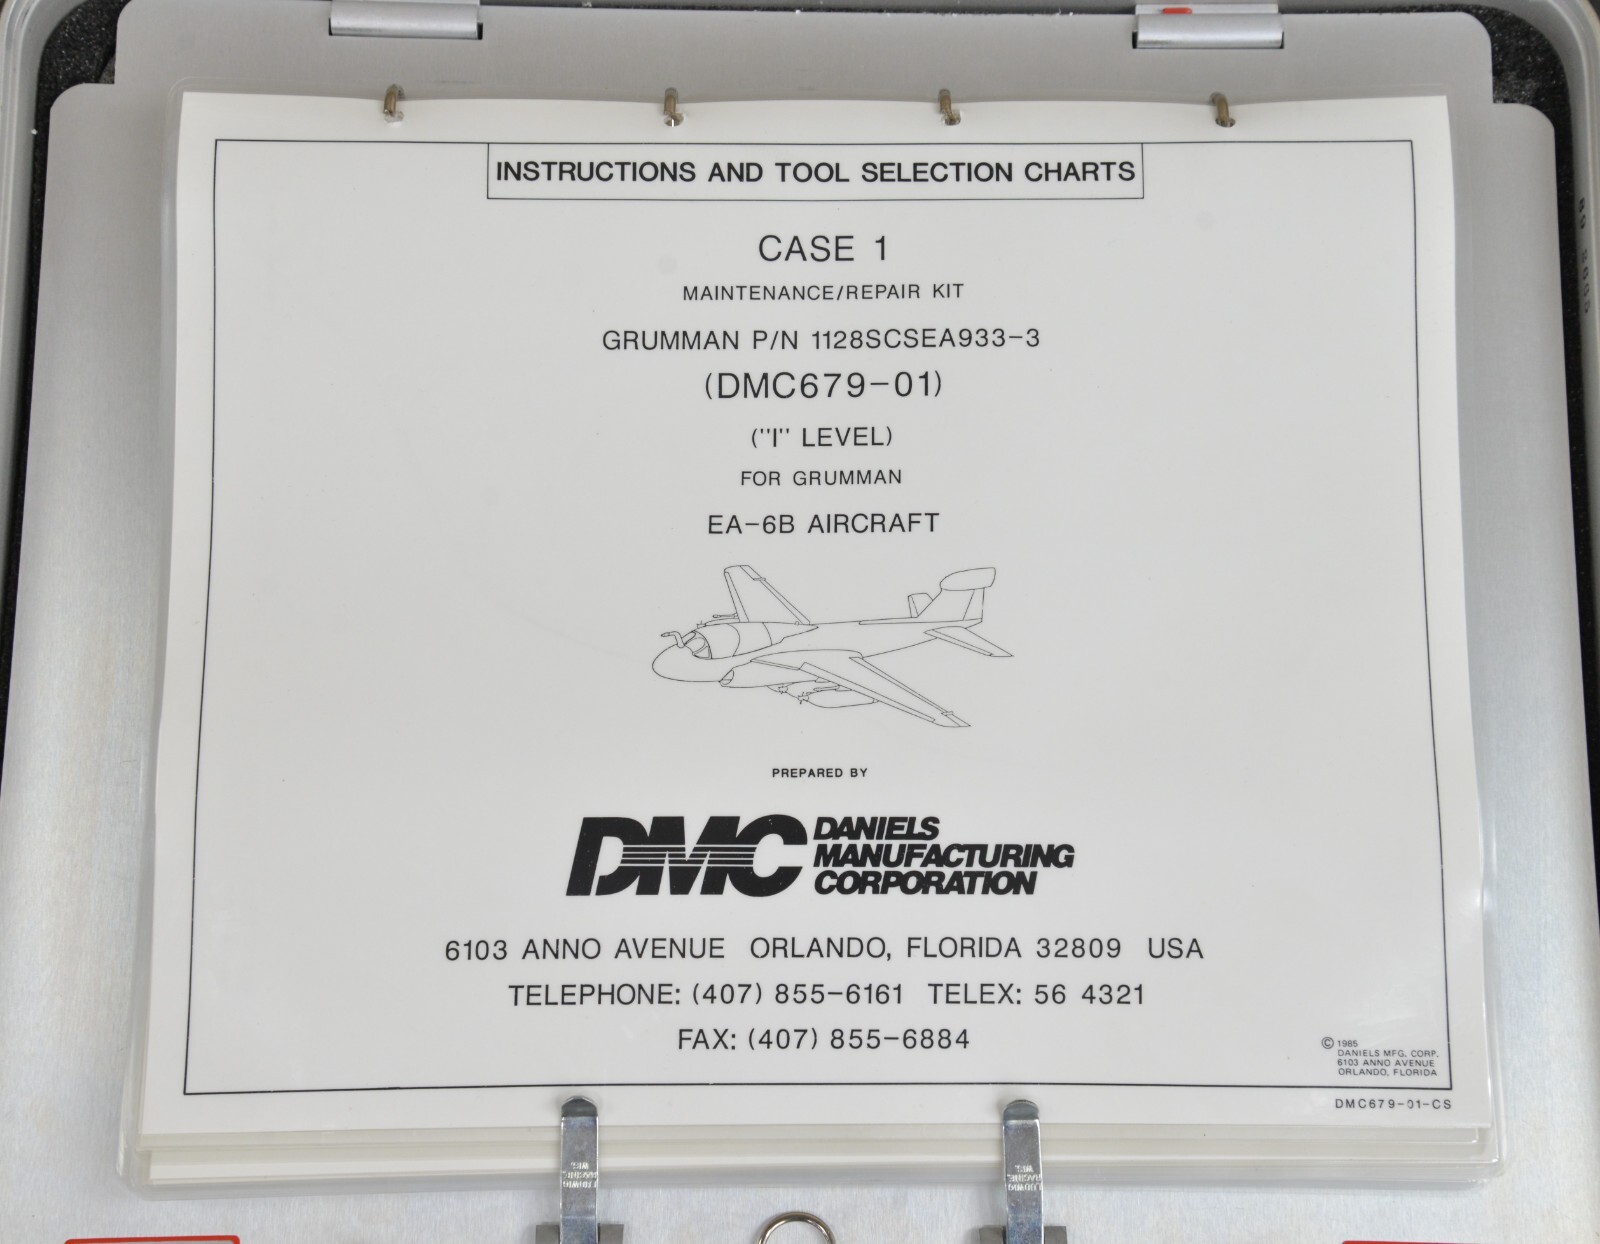 INSTRUCTIONS AND TOOL SELECTION CHARTS
CASE 1
MAINTENANCE/REPAIR KIT
GRUMMAN P/N 1128SCSEA933-3
(DMC679-01)
("I" LEVEL)
FOR GRUMMAN
EA-6B AIRCRAFT
PREPARED BY
DMC DANIELS
MANUFACTURING
CORPORATION
6103 ANNO AVENUE ORLANDO, FLORIDA 32809 USA
TELEPHONE: (407) 855-6161 TELEX: 56 4321
FAX: (407) 855-6884
© 1985
DANIELS MFG. CORP.
6103 ANNO AVENUE
ORLANDO, FLORIDA
DMC679-01-CS